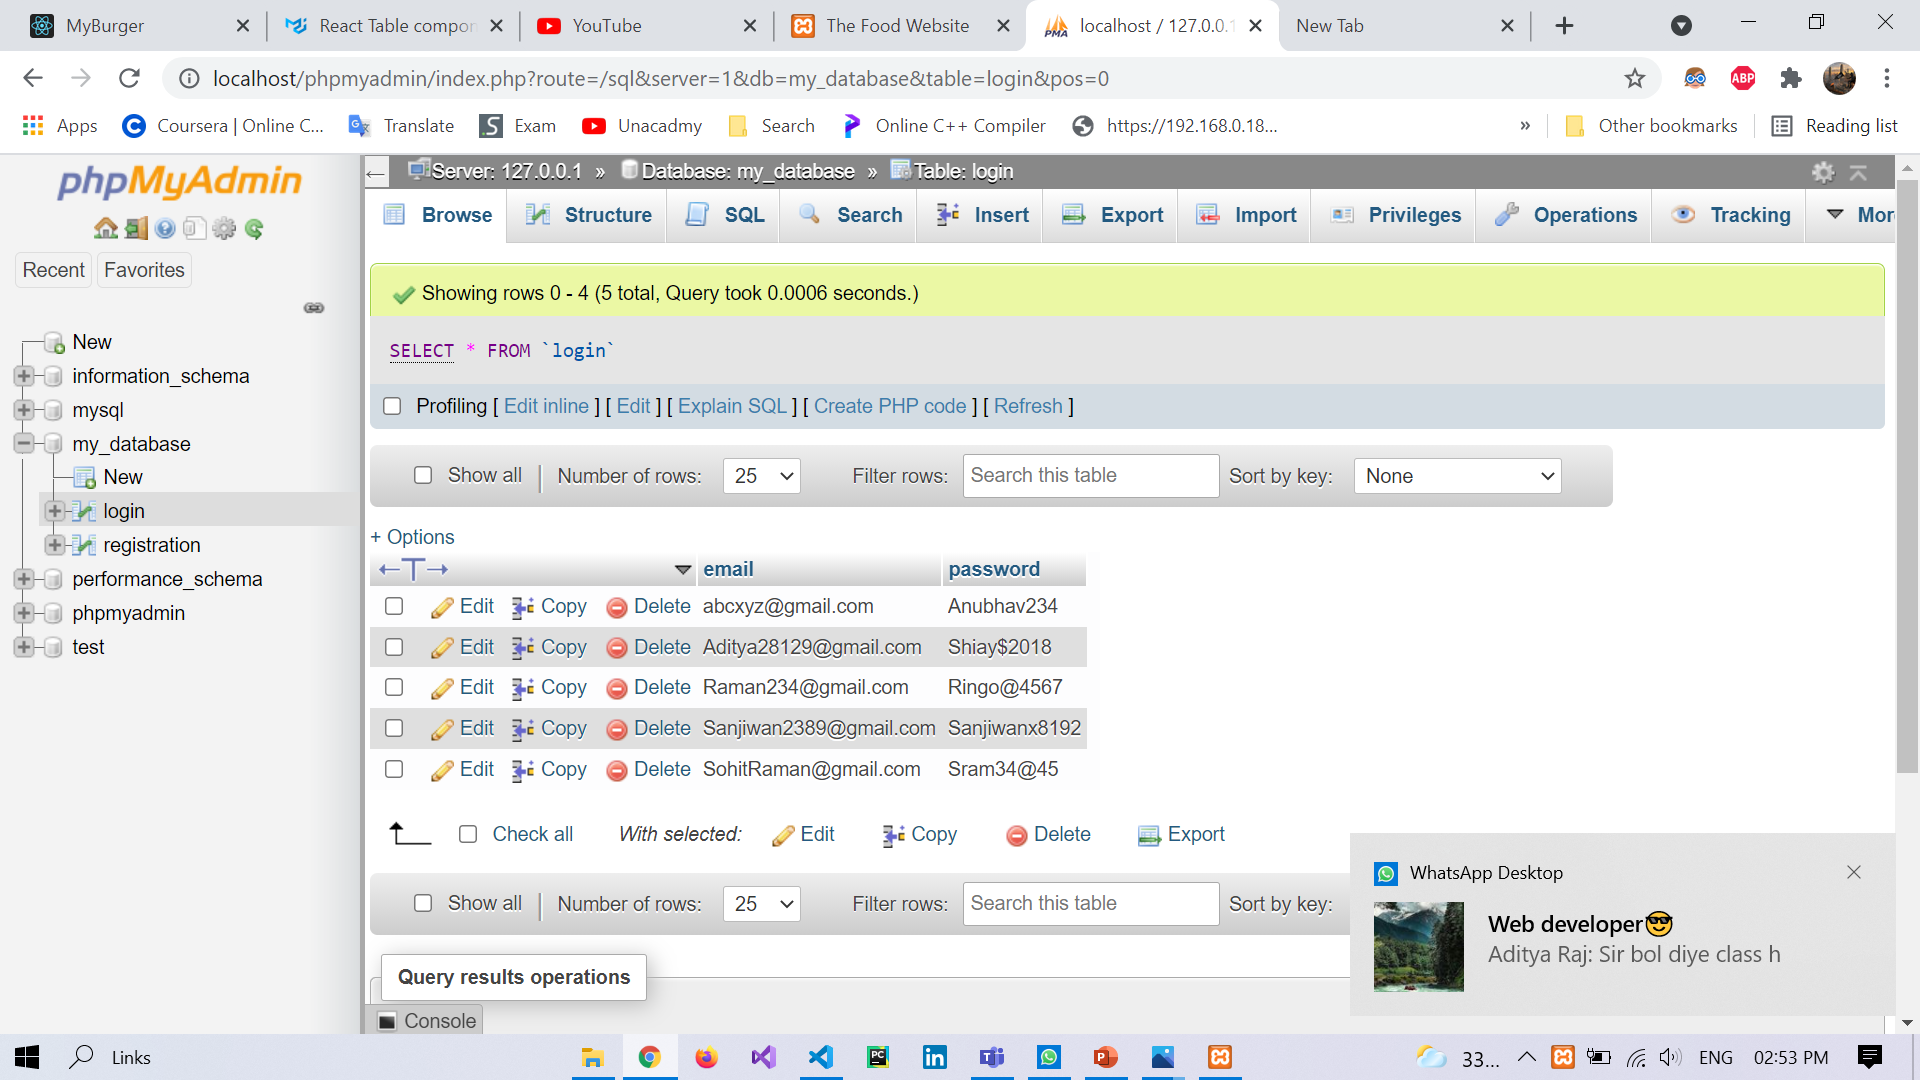 MyBurger
React Table compor
YouTube
The Food Website
localhost / 127.0.0.1
New Tab
localhost/phpmyadmin/index.php?route=/sql&server=1&db=my_database&table=login&pos=0
ABP
Apps
Coursera | Online C...
Translate
Exam
Unacadmy
Search
Online C++ Compiler
https://192.168.0.18...
»
Other bookmarks
Reading list
phpMyAdmin
Recent
Favorites
New
information_schema
mysql
my_database
New
login
registration
performance_schema
phpmyadmin
test
Server: 127.0.0.1 » Database: my_database » Table: login
Browse
Structure
SQL
Search
Insert
Export
Import
Privileges
Operations
Tracking
Mor
Showing rows 0 - 4 (5 total, Query took 0.0006 seconds.)
SELECT * FROM `login`
Profiling [ Edit inline ] [ Edit ] [ Explain SQL ] [ Create PHP code ] [ Refresh ]
Show all | Number of rows: 25 Filter rows: Search this table Sort by key: None
+ Options
←T→ email password
Edit Copy Delete abcxyz@gmail.com Anubhav234
Edit Copy Delete Aditya28129@gmail.com Shiay$2018
Edit Copy Delete Raman234@gmail.com Ringo@4567
Edit Copy Delete Sanjiwan2389@gmail.com Sanjiwanx8192
Edit Copy Delete SohitRaman@gmail.com Sram34@45
Check all With selected: Edit Copy Delete Export
Show all | Number of rows: 25 Filter rows: Search this table Sort by key:
Query results operations
Console
WhatsApp Desktop
Web developer😎
Aditya Raj: Sir bol diye class h
Links
33...
ENG
02:53 PM